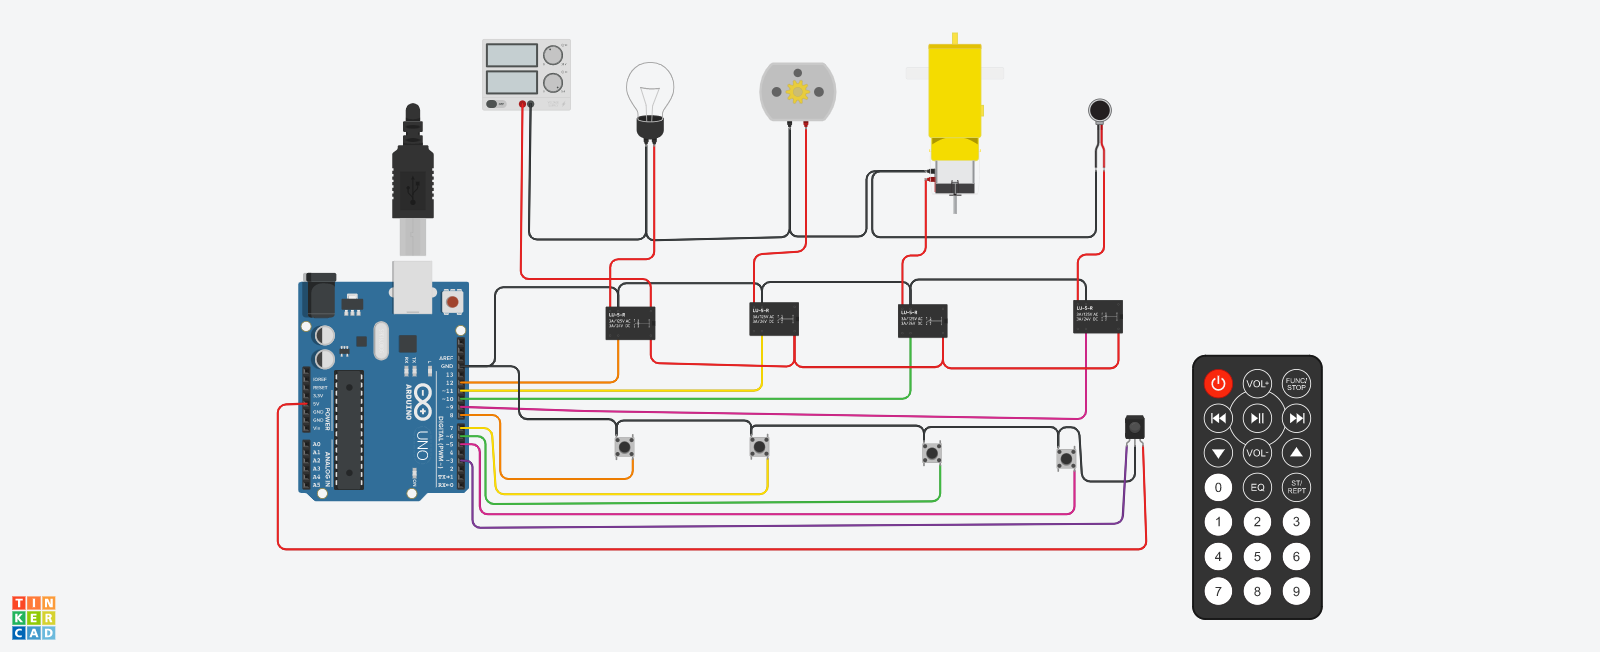 LU-5-R
3A/125V AC
3A/24V DC
LU-5-R
3A/125V AC
3A/24V DC
LU-5-R
3A/125V AC
3A/24V DC
LU-5-R
3A/125V AC
3A/24V DC
AREF
GND
13
12
~11
~10
~9
8
7
~6
~5
4
~3
2
TX→1
RX←0
DIGITAL (PWM~)
TX
RX
L
ON
ARDUINO
UNO
IOREF
RESET
3.3V
5V
GND
GND
Vin
POWER
A0
A1
A2
A3
A4
A5
ANALOG IN
VOL+
FUNC/
STOP
VOL-
0
EQ
ST/
REPT
1
2
3
4
5
6
7
8
9
TIN
KER
CAD